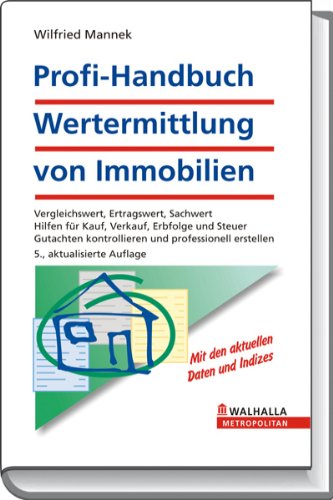 Wilfried Mannek
Profi-Handbuch
Wertermittlung
von Immobilien
Vergleichswert, Ertragswert, Sachwert
Hilfen für Kauf, Verkauf, Erbfolge und Steuer
Gutachten kontrollieren und professionell erstellen
5., aktualisierte Auflage
Mit den aktuellen
Daten und Indizes
WALHALLA
METROPOLITAN